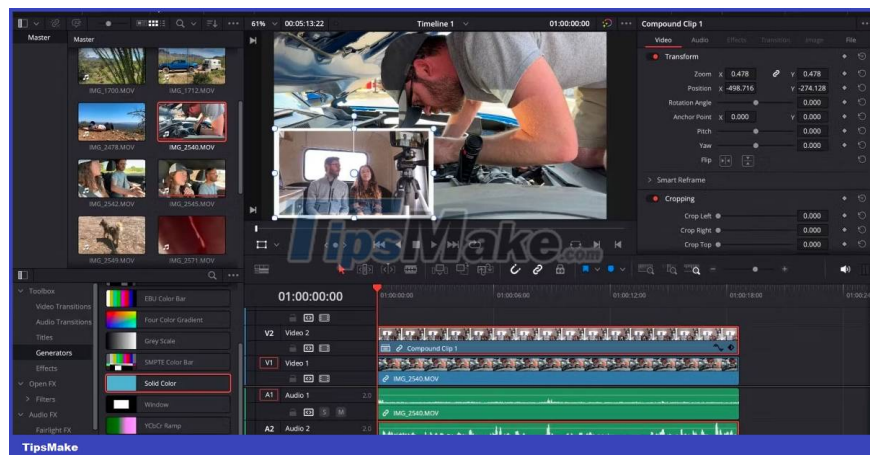 61%
00:05:13:22
Timeline 1
01:00:00:00
Compound Clip 1
Master
Master
Video
Audio
Effects
Transition
Image
File
IMG_1700.MOV
IMG_1712.MOV
IMG_2478.MOV
IMG_2540.MOV
IMG_2542.MOV
IMG_2545.MOV
IMG_2549.MOV
IMG_2571.MOV
Transform
Zoom X 0.478 Y 0.478
Position X -498.716 Y -274.128
Rotation Angle 0.000
Anchor Point X 0.000 Y 0.000
Pitch 0.000
Yaw 0.000
Flip
Smart Reframe
Cropping
Crop Left 0.000
Crop Right 0.000
Crop Top 0.000
TipsMake.com
Toolbox
Video Transitions
Audio Transitions
Titles
Generators
Effects
Open FX
Filters
Audio FX
Fairlight FX
EBU Color Bar
Four Color Gradient
Grey Scale
SMPTE Color Bar
Solid Color
Window
YCbCr Ramp
01:00:00:00
01:00:00:00
01:00:06:00
01:00:12:00
01:00:18:00
V2 Video 2
Compound Clip 1
V1 Video 1
IMG_2540.MOV
A1 Audio 1 2.0
S M
IMG_2540.MOV
A2 Audio 2 2.0
TipsMake